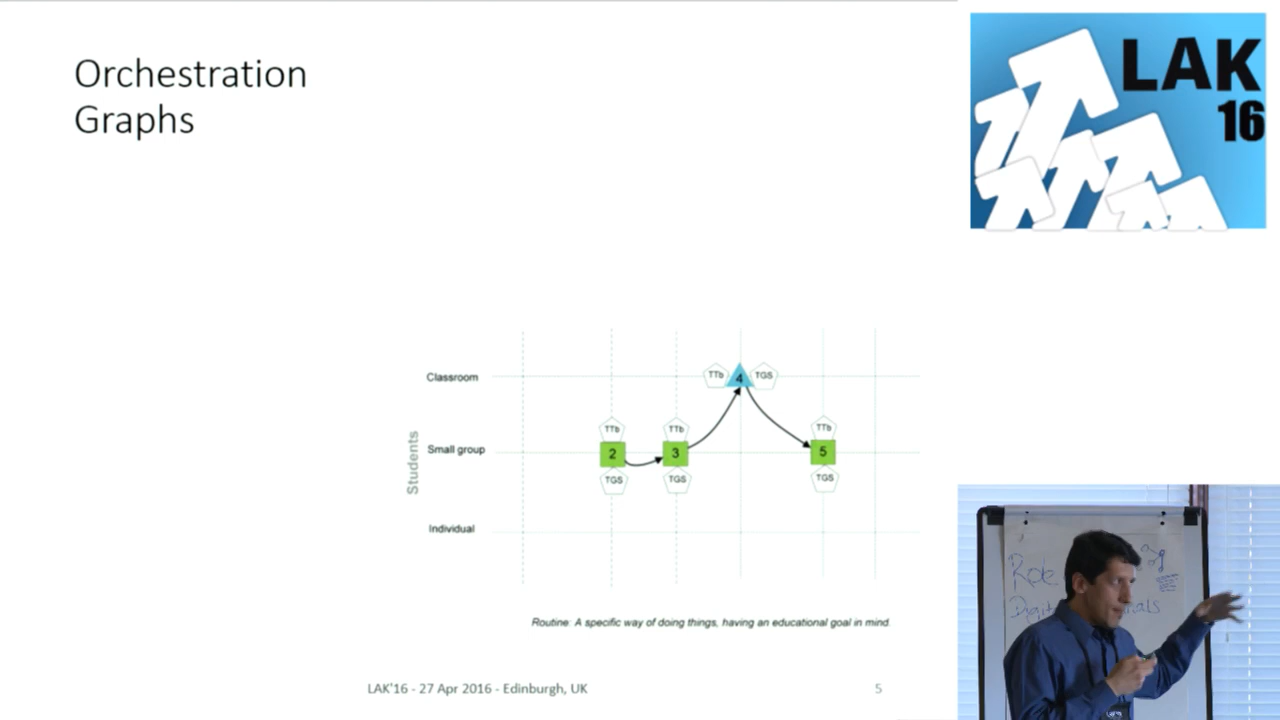 Orchestration
Graphs
LAK
16
Classroom
TTb
4
TGS
Students
Small group
TTb
TTb
TTb
2
3
5
TGS
TGS
TGS
Individual
Routine: A specific way of doing things, having an educational goal in mind.
LAK'16 - 27 Apr 2016 - Edinburgh, UK
5
Role